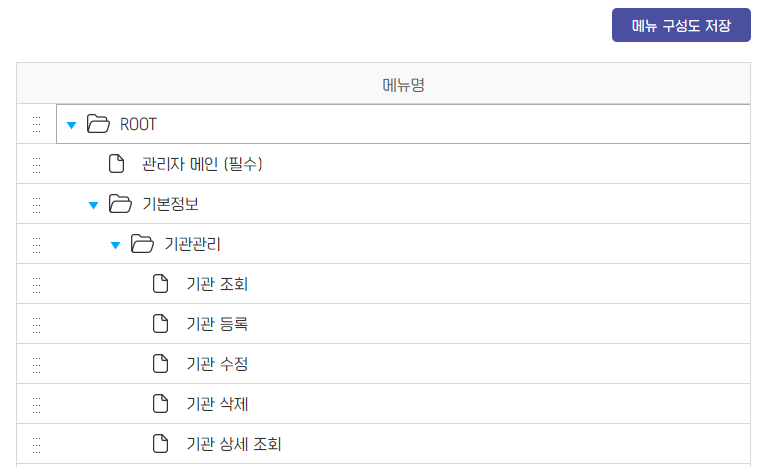 메뉴 구성도 저장
메뉴명
ROOT
관리자 메인 (필수)
기본정보
기관관리
기관 조회
기관 등록
기관 수정
기관 삭제
기관 상세 조회